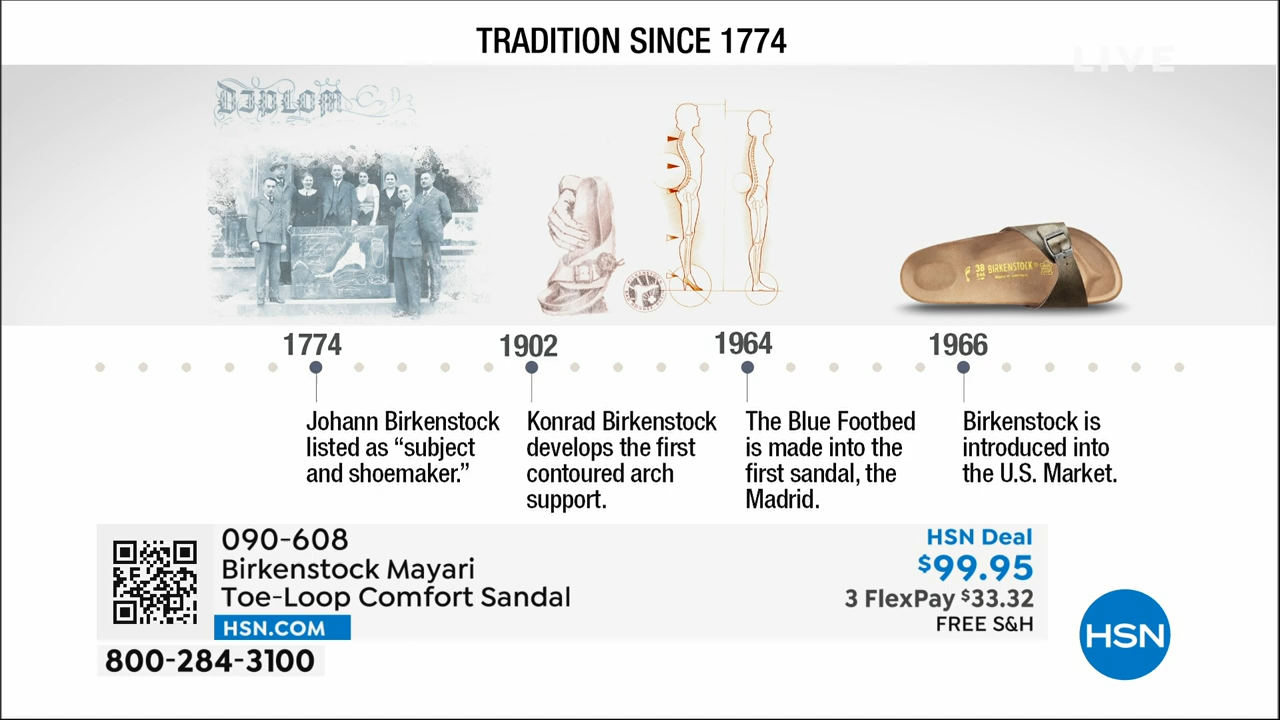 TRADITION SINCE 1774
LIVE
Diplom
BIRKENSTOCK
38
1774
1902
1964
1966
Johann Birkenstock
listed as “subject
and shoemaker.”
Konrad Birkenstock
develops the first
contoured arch
support.
The Blue Footbed
is made into the
first sandal, the
Madrid.
Birkenstock is
introduced into
the U.S. Market.
090-608
Birkenstock Mayari
Toe-Loop Comfort Sandal
HSN.COM
800-284-3100
HSN Deal
$99.95
3 FlexPay $33.32
FREE S&H
HSN